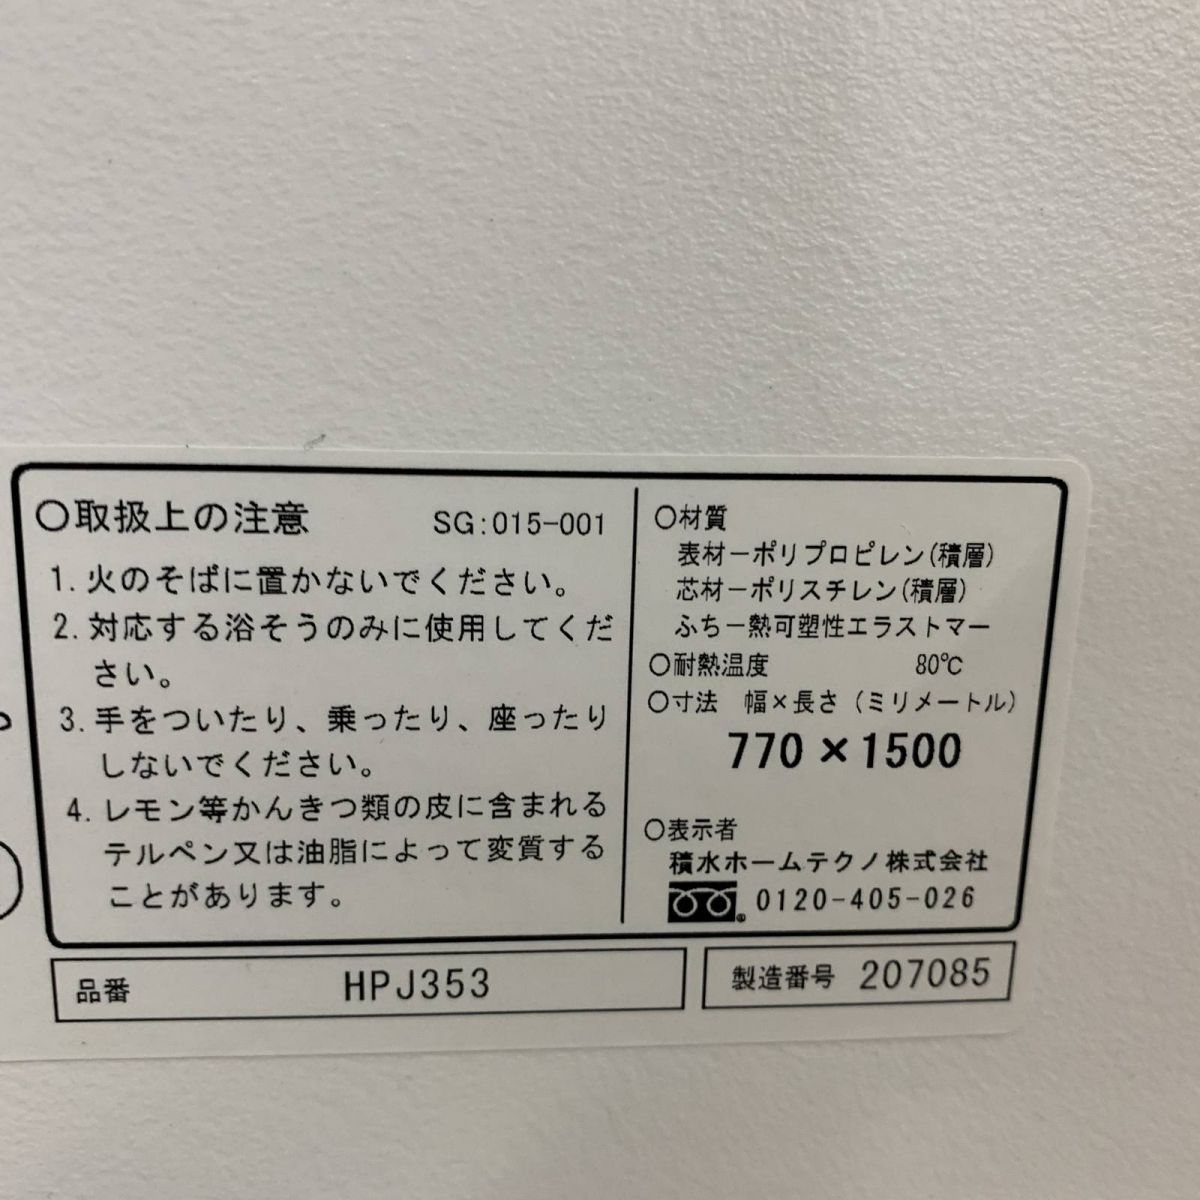 ○取扱上の注意 SG:015-001
1. 火のそばに置かないでください。
2. 対応する浴そうのみに使用してくだ
さい。
3. 手をついたり、乗ったり、座ったり
しないでください。
4. レモン等かんきつ類の皮に含まれる
テルペン又は油脂によって変質する
ことがあります。
○材質
表材－ポリプロピレン(積層)
芯材－ポリスチレン(積層)
ふち－熱可塑性エラストマー
○耐熱温度 80℃
○寸法 幅×長さ（ミリメートル）
770×1500
○表示者
積水ホームテクノ株式会社
0120-405-026
品番 HPJ353
製造番号 207085